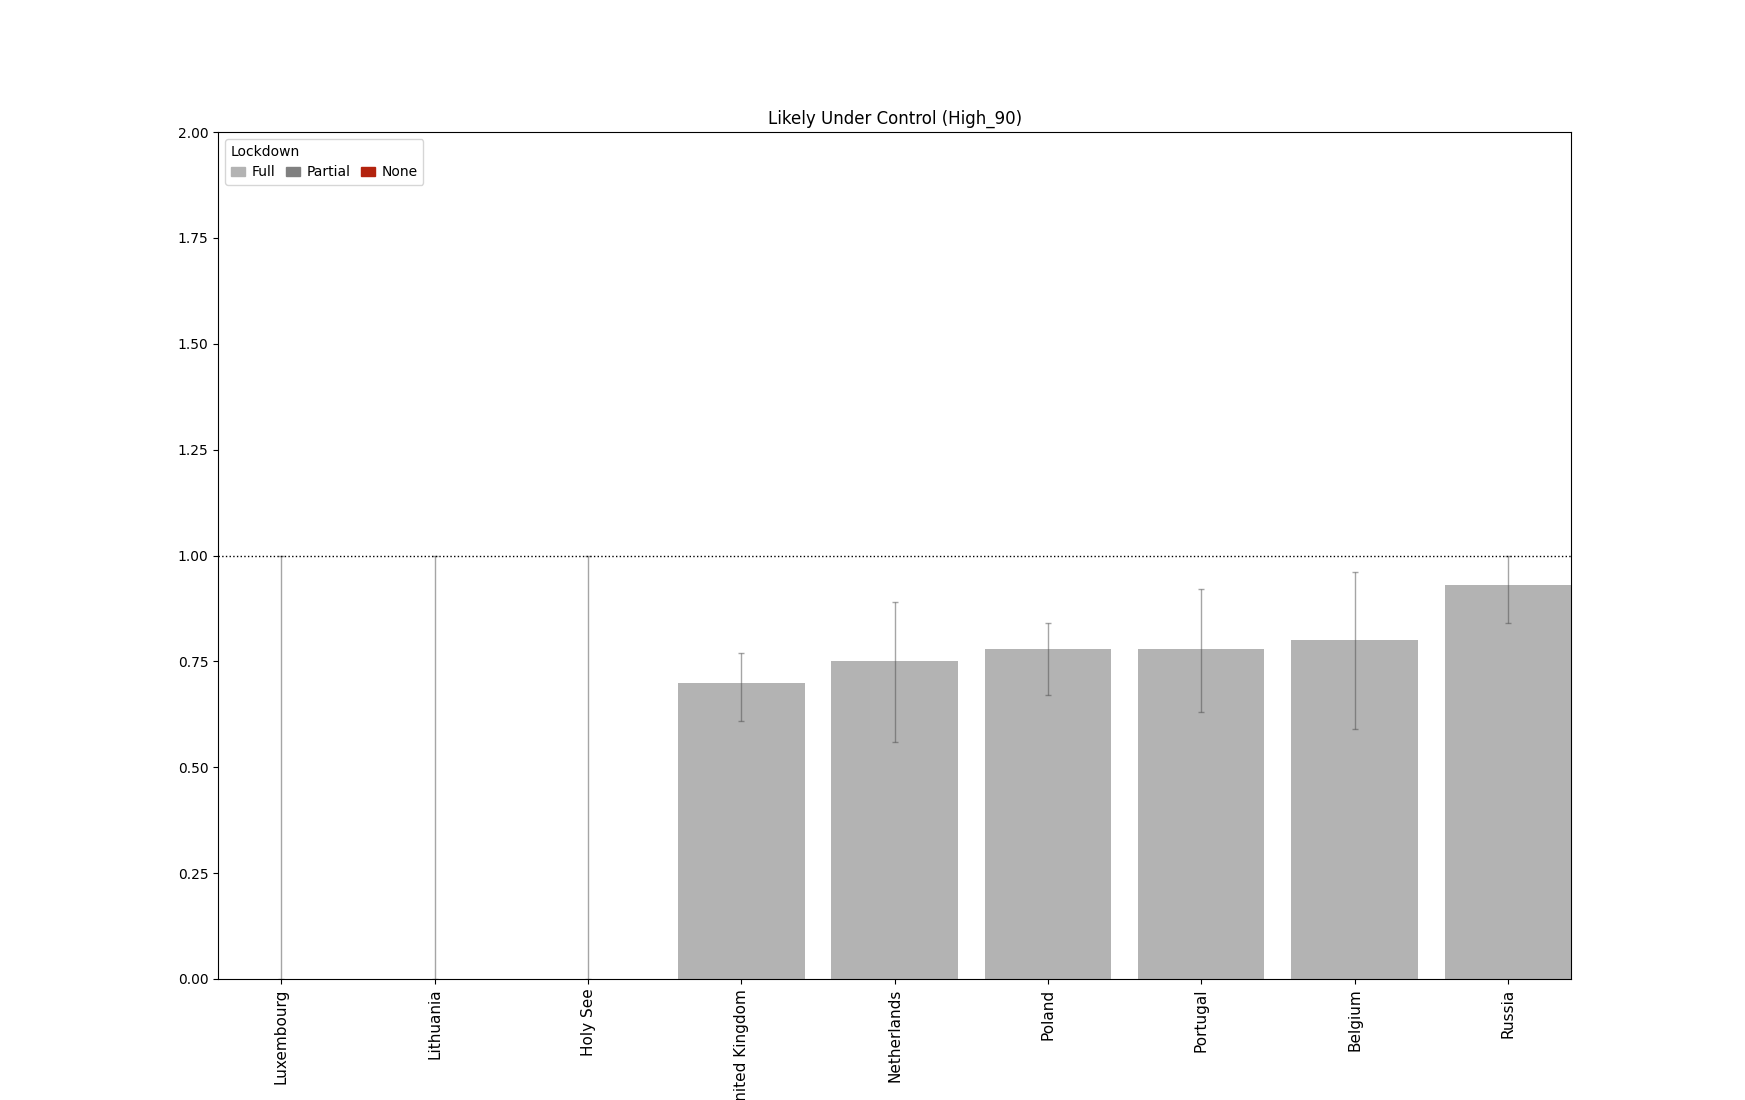 Likely Under Control (High_90)
2.00
Lockdown
Full Partial None
1.75
1.50
1.25
1.00
0.75
0.50
0.25
0.00
Luxembourg
Lithuania
Holy See
nited Kingdom
Netherlands
Poland
Portugal
Belgium
Russia